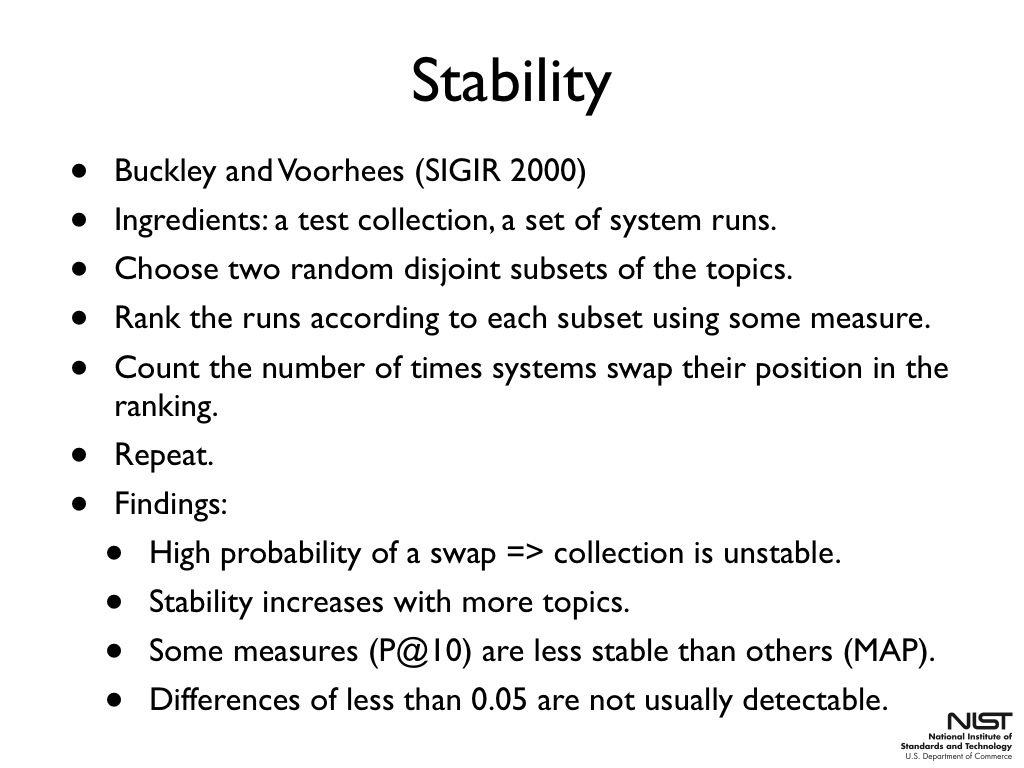 Stability
• Buckley and Voorhees (SIGIR 2000)
• Ingredients: a test collection, a set of system runs.
• Choose two random disjoint subsets of the topics.
• Rank the runs according to each subset using some measure.
• Count the number of times systems swap their position in the
ranking.
• Repeat.
• Findings:
• High probability of a swap => collection is unstable.
• Stability increases with more topics.
• Some measures (P@10) are less stable than others (MAP).
• Differences of less than 0.05 are not usually detectable.
NIST
National Institute of
Standards and Technology
U.S. Department of Commerce